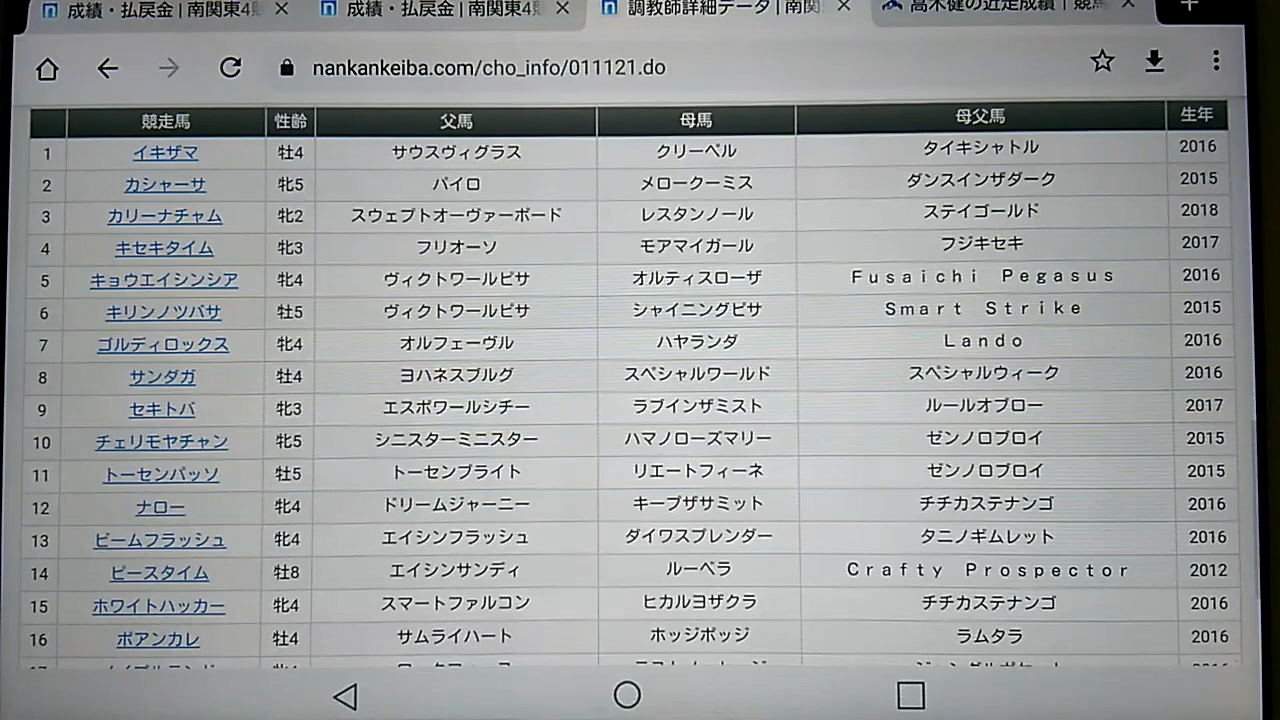 成績・払戻金 | 南関東4競 × 成績・払戻金 | 南関東4競 × 調教師詳細データ | 南関 × 高木健の近走成績 | 競馬 × +
nankankeiba.com/cho_info/011121.do
競走馬 性齢 父馬 母馬 母父馬 生年
1 イキザマ 牡4 サウスヴィグラス クリーペル タイキシャトル 2016
2 カシャーサ 牝5 パイロ メロークーミス ダンスインザダーク 2015
3 カリーナチャム 牝2 スウェプトオーヴァーボード レスタンノール ステイゴールド 2018
4 キセキタイム 牝3 フリオーソ モアマイガール フジキセキ 2017
5 キョウエイシンシア 牝4 ヴィクトワールピサ オルティスローザ Ｆｕｓａｉｃｈｉ　Ｐｅｇａｓｕｓ 2016
6 キリンノツバサ 牡5 ヴィクトワールピサ シャイニングピサ Ｓｍａｒｔ　Ｓｔｒｉｋｅ 2015
7 ゴルディロックス 牝4 オルフェーヴル ハヤランダ Ｌａｎｄｏ 2016
8 サンダガ 牡4 ヨハネスブルグ スペシャルワールド スペシャルウィーク 2016
9 セキトバ 牝3 エスポワールシチー ラブインザミスト ルールオブロー 2017
10 チェリモヤチャン 牝5 シニスターミニスター ハマノローズマリー ゼンノロブロイ 2015
11 トーセンバッソ 牡5 トーセンブライト リエートフィーネ ゼンノロブロイ 2015
12 ナロー 牝4 ドリームジャーニー キープザサミット チチカステナンゴ 2016
13 ビームフラッシュ 牝4 エイシンフラッシュ ダイワスプレンダー タニノギムレット 2016
14 ピースタイム 牡8 エイシンサンディ ルーベラ Ｃｒａｆｔｙ　Ｐｒｏｓｐｅｃｔｏｒ 2012
15 ホワイトハッカー 牝4 スマートファルコン ヒカルヨザクラ チチカステナンゴ 2016
16 ポアンカレ 牡4 サムライハート ホッジポッジ ラムタラ 2016